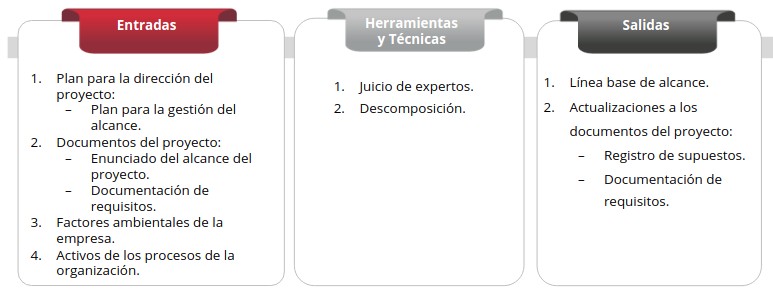 Entradas
1. Plan para la dirección del
proyecto:
– Plan para la gestión del
alcance.
2. Documentos del proyecto:
– Enunciado del alcance del
proyecto.
– Documentación de
requisitos.
3. Factores ambientales de la
empresa.
4. Activos de los procesos de la
organización.
Herramientas
y Técnicas
1. Juicio de expertos.
2. Descomposición.
Salidas
1. Línea base de alcance.
2. Actualizaciones a los
documentos del proyecto:
– Registro de supuestos.
– Documentación de
requisitos.